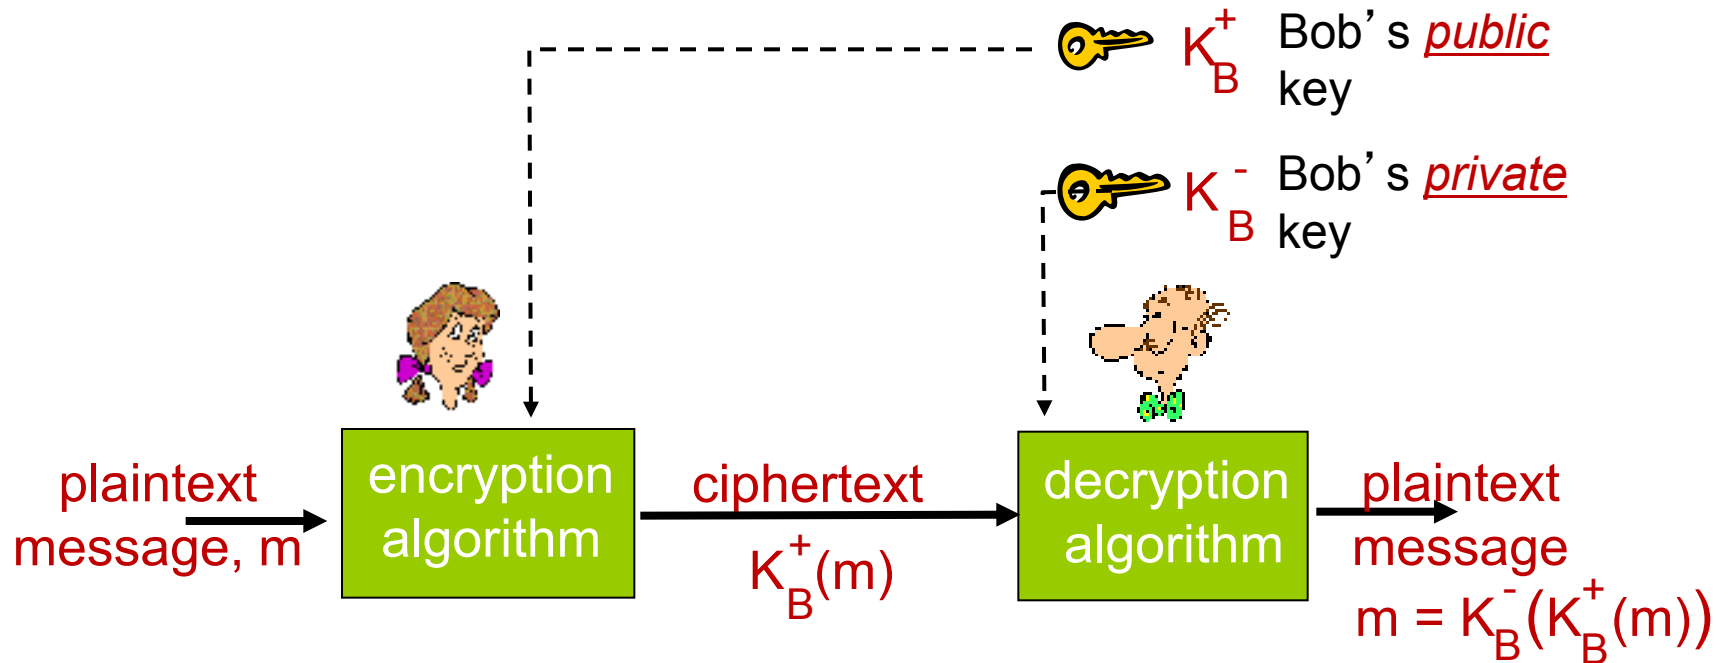 K_B^+ Bob’s public
key
K_B^- Bob’s private
key
plaintext
message, m
encryption
algorithm
ciphertext
K_B^+(m)
decryption
algorithm
plaintext
message
m = K_B^-(K_B^+(m))